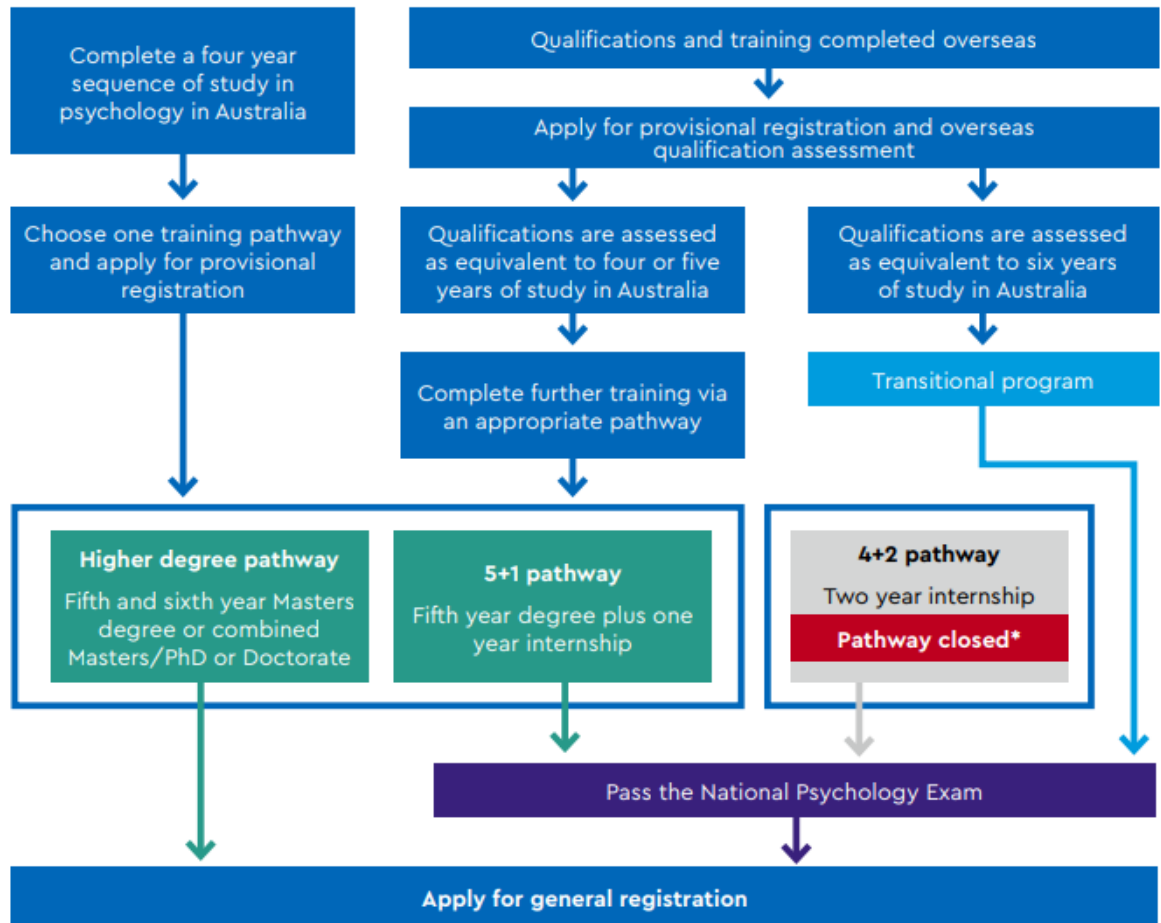 Complete a four year
sequence of study in
psychology in Australia
Qualifications and training completed overseas
Apply for provisional registration and overseas
qualification assessment
Choose one training pathway
and apply for provisional
registration
Qualifications are assessed
as equivalent to four or five
years of study in Australia
Qualifications are assessed
as equivalent to six years
of study in Australia
Complete further training via
an appropriate pathway
Transitional program
Higher degree pathway
Fifth and sixth year Masters
degree or combined
Masters/PhD or Doctorate
5+1 pathway
Fifth year degree plus one
year internship
4+2 pathway
Two year internship
Pathway closed*
Pass the National Psychology Exam
Apply for general registration